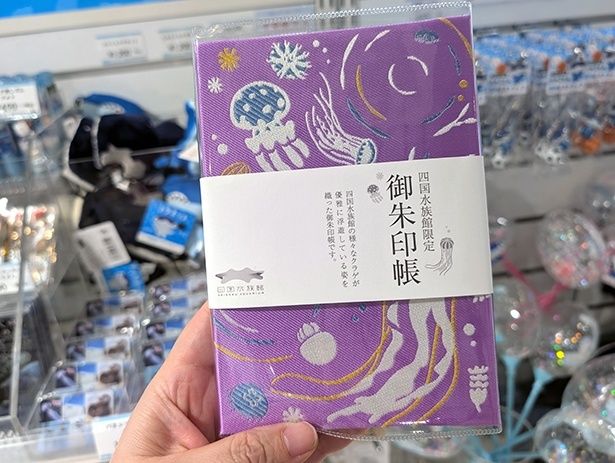 四国水族館限定
御朱印帳
四国水族館の様々なクラゲが
優雅に浮遊している姿を
織った御朱印帳です。
四国水族館
SHIKOKU AQUARIUM